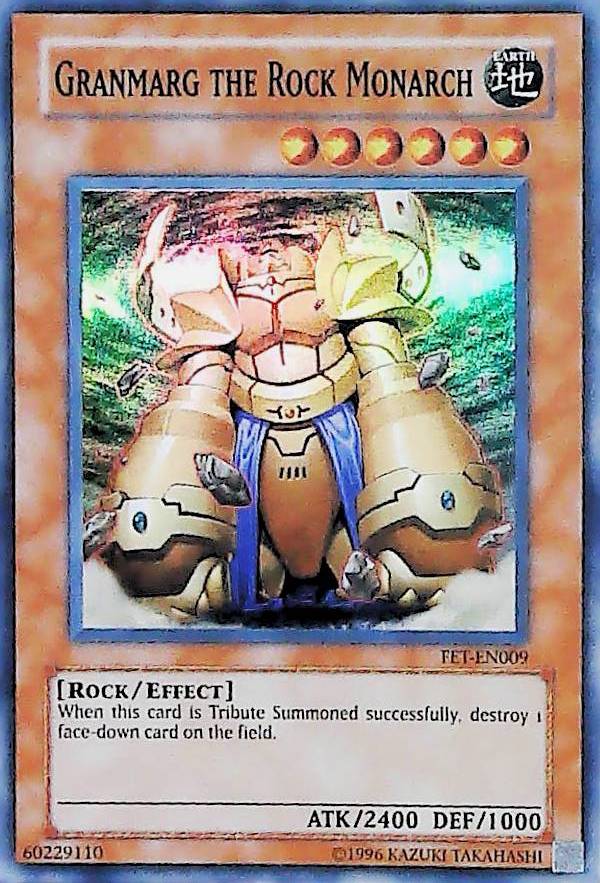 GRANMARG THE ROCK MONARCH
EARTH
地
FET-EN009
[ROCK/EFFECT]
When this card is Tribute Summoned successfully, destroy 1
face-down card on the field.
ATK/2400 DEF/1000
60229110
©1996 KAZUKI TAKAHASHI